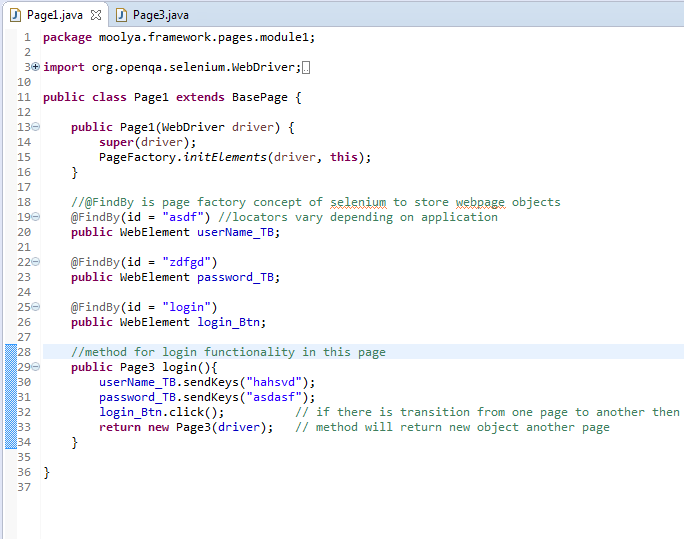 Page1.java Page3.java
1 package moolya.framework.pages.module1;
2
3 import org.openqa.selenium.WebDriver;
10
11 public class Page1 extends BasePage {
12
13 public Page1(WebDriver driver) {
14 super(driver);
15 PageFactory.initElements(driver, this);
16 }
17
18 //@FindBy is page factory concept of selenium to store webpage objects
19 @FindBy(id = "asdf") //locators vary depending on application
20 public WebElement userName_TB;
21
22 @FindBy(id = "zdfgd")
23 public WebElement password_TB;
24
25 @FindBy(id = "login")
26 public WebElement login_Btn;
27
28 //method for login functionality in this page
29 public Page3 login(){
30 userName_TB.sendKeys("hahsvd");
31 password_TB.sendKeys("asdasf");
32 login_Btn.click(); // if there is transition from one page to another then
33 return new Page3(driver); // method will return new object another page
34 }
35
36 }
37